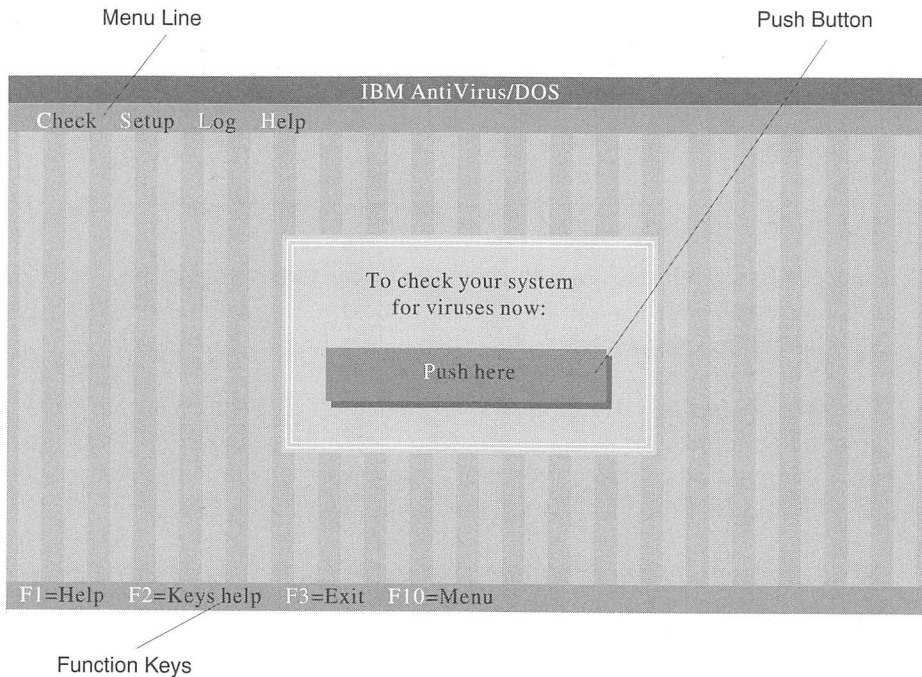 Menu Line
Push Button
IBM AntiVirus/DOS
Check Setup Log Help
To check your system
for viruses now:
Push here
F1=Help F2=Keys help F3=Exit F10=Menu
Function Keys